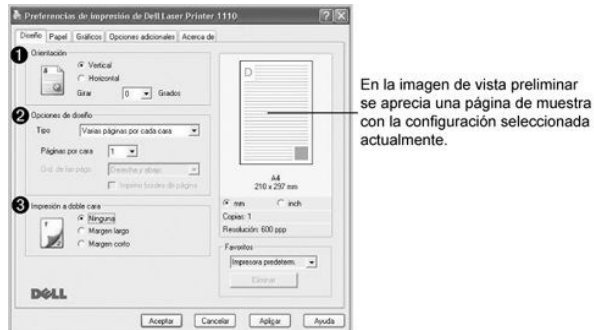 Preferencias de impresión de Dell Laser Printer 1110
Diseño Papel Gráficos Opciones adicionales Acerca de
1 Orientación
Vertical
Horizontal
Girar 0 Grados
2 Opciones de diseño
Tipo Varias páginas por cada cara
Páginas por cara 1
Derecha y abajo
Imprimir bordes de página
3 Impresión a doble cara
Ninguna
Margen largo
Margen corto
DELL
A4
210 x 297 mm
mm inch
Copias: 1
Resolución: 600 ppp
Favoritos
Impresora predeterm.
Eliminar
Aceptar Cancelar Aplicar Ayuda
En la imagen de vista preliminar
se aprecia una página de muestra
con la configuración seleccionada
actualmente.